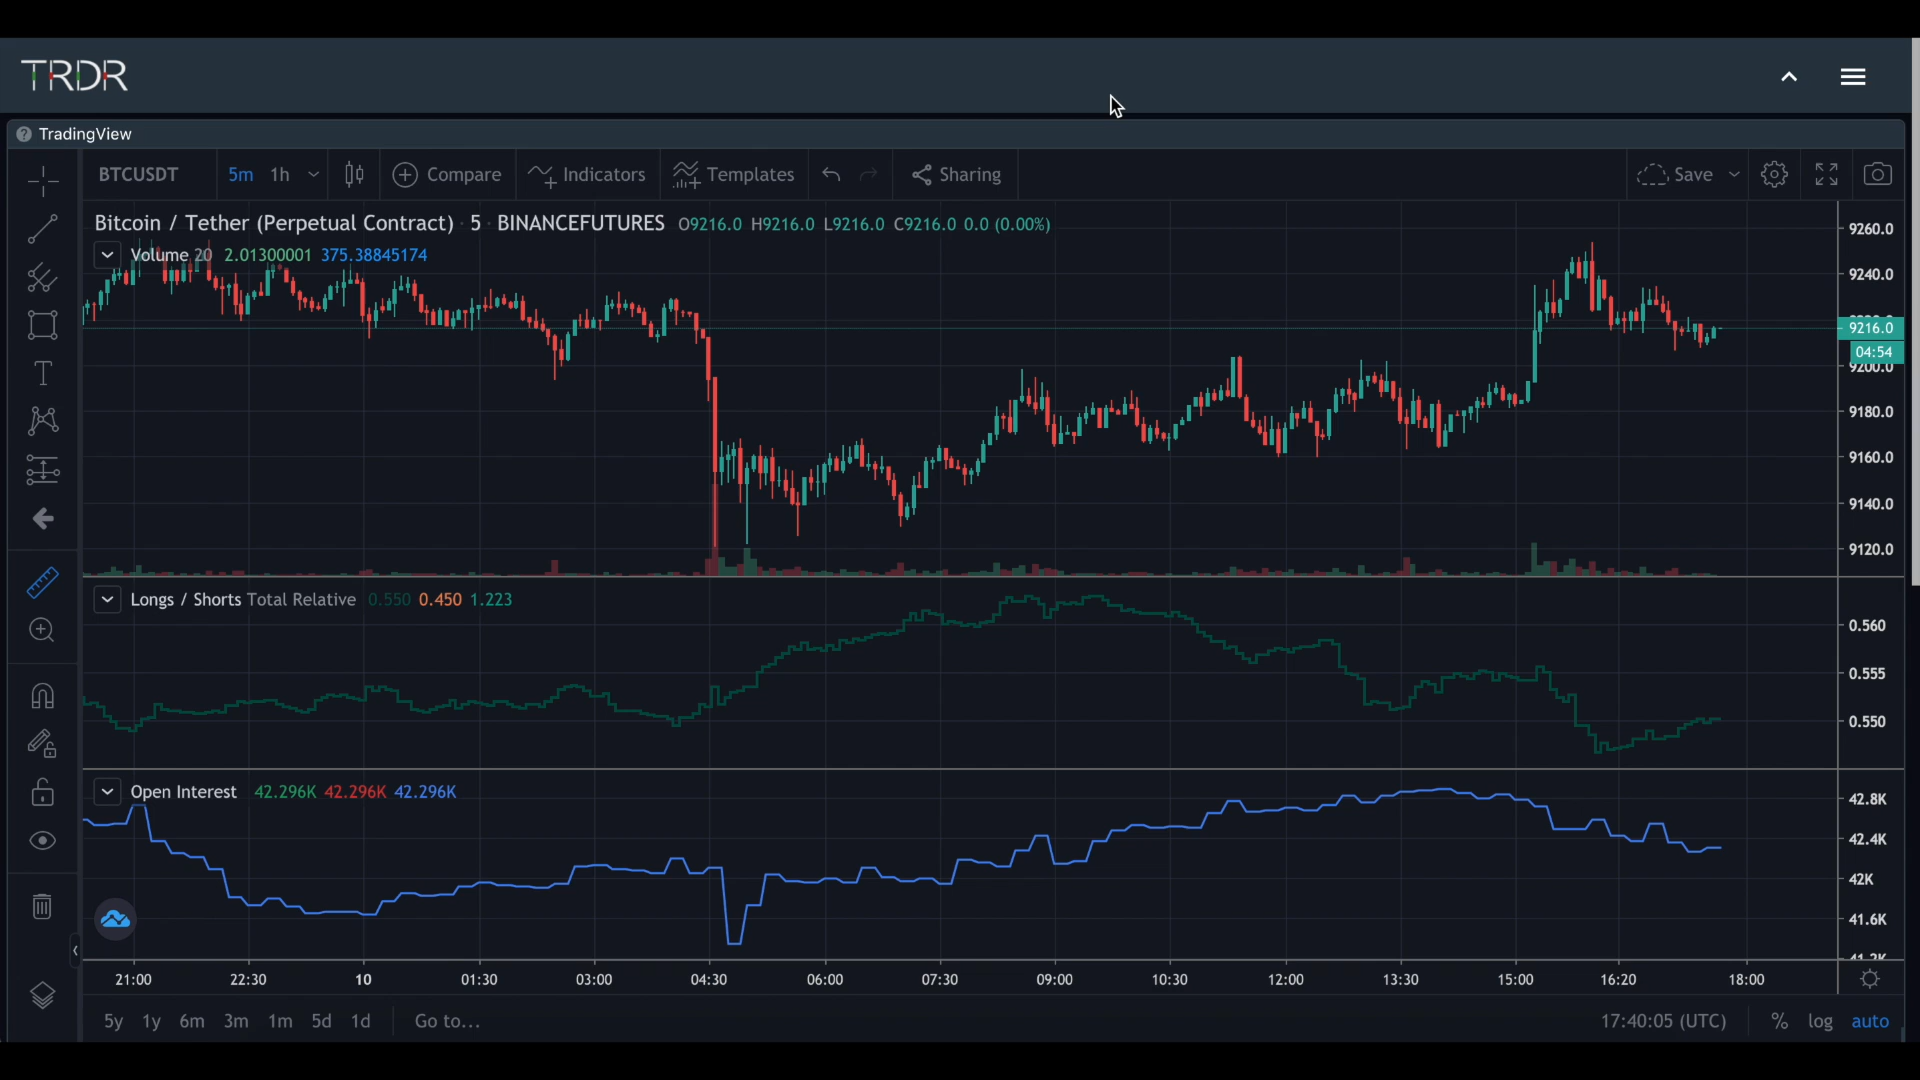 TRDR
TradingView
BTCUSDT 5m 1h Compare Indicators Templates Sharing Save
Bitcoin / Tether (Perpetual Contract) · 5 · BINANCEFUTURES O9216.0 H9216.0 L9216.0 C9216.0 0.0 (0.00%)
Volume 20 2.01300001 375.38845174
9260.0
9240.0
9216.0
04:54
9200.0
9180.0
9160.0
9140.0
9120.0
Longs / Shorts Total Relative 0.550 0.450 1.223
0.560
0.555
0.550
Open Interest 42.296K 42.296K 42.296K
42.8K
42.4K
42K
41.6K
41.2K
21:00 22:30 10 01:30 03:00 04:30 06:00 07:30 09:00 10:30 12:00 13:30 15:00 16:20 18:00
5y 1y 6m 3m 1m 5d 1d Go to... 17:40:05 (UTC) % log auto